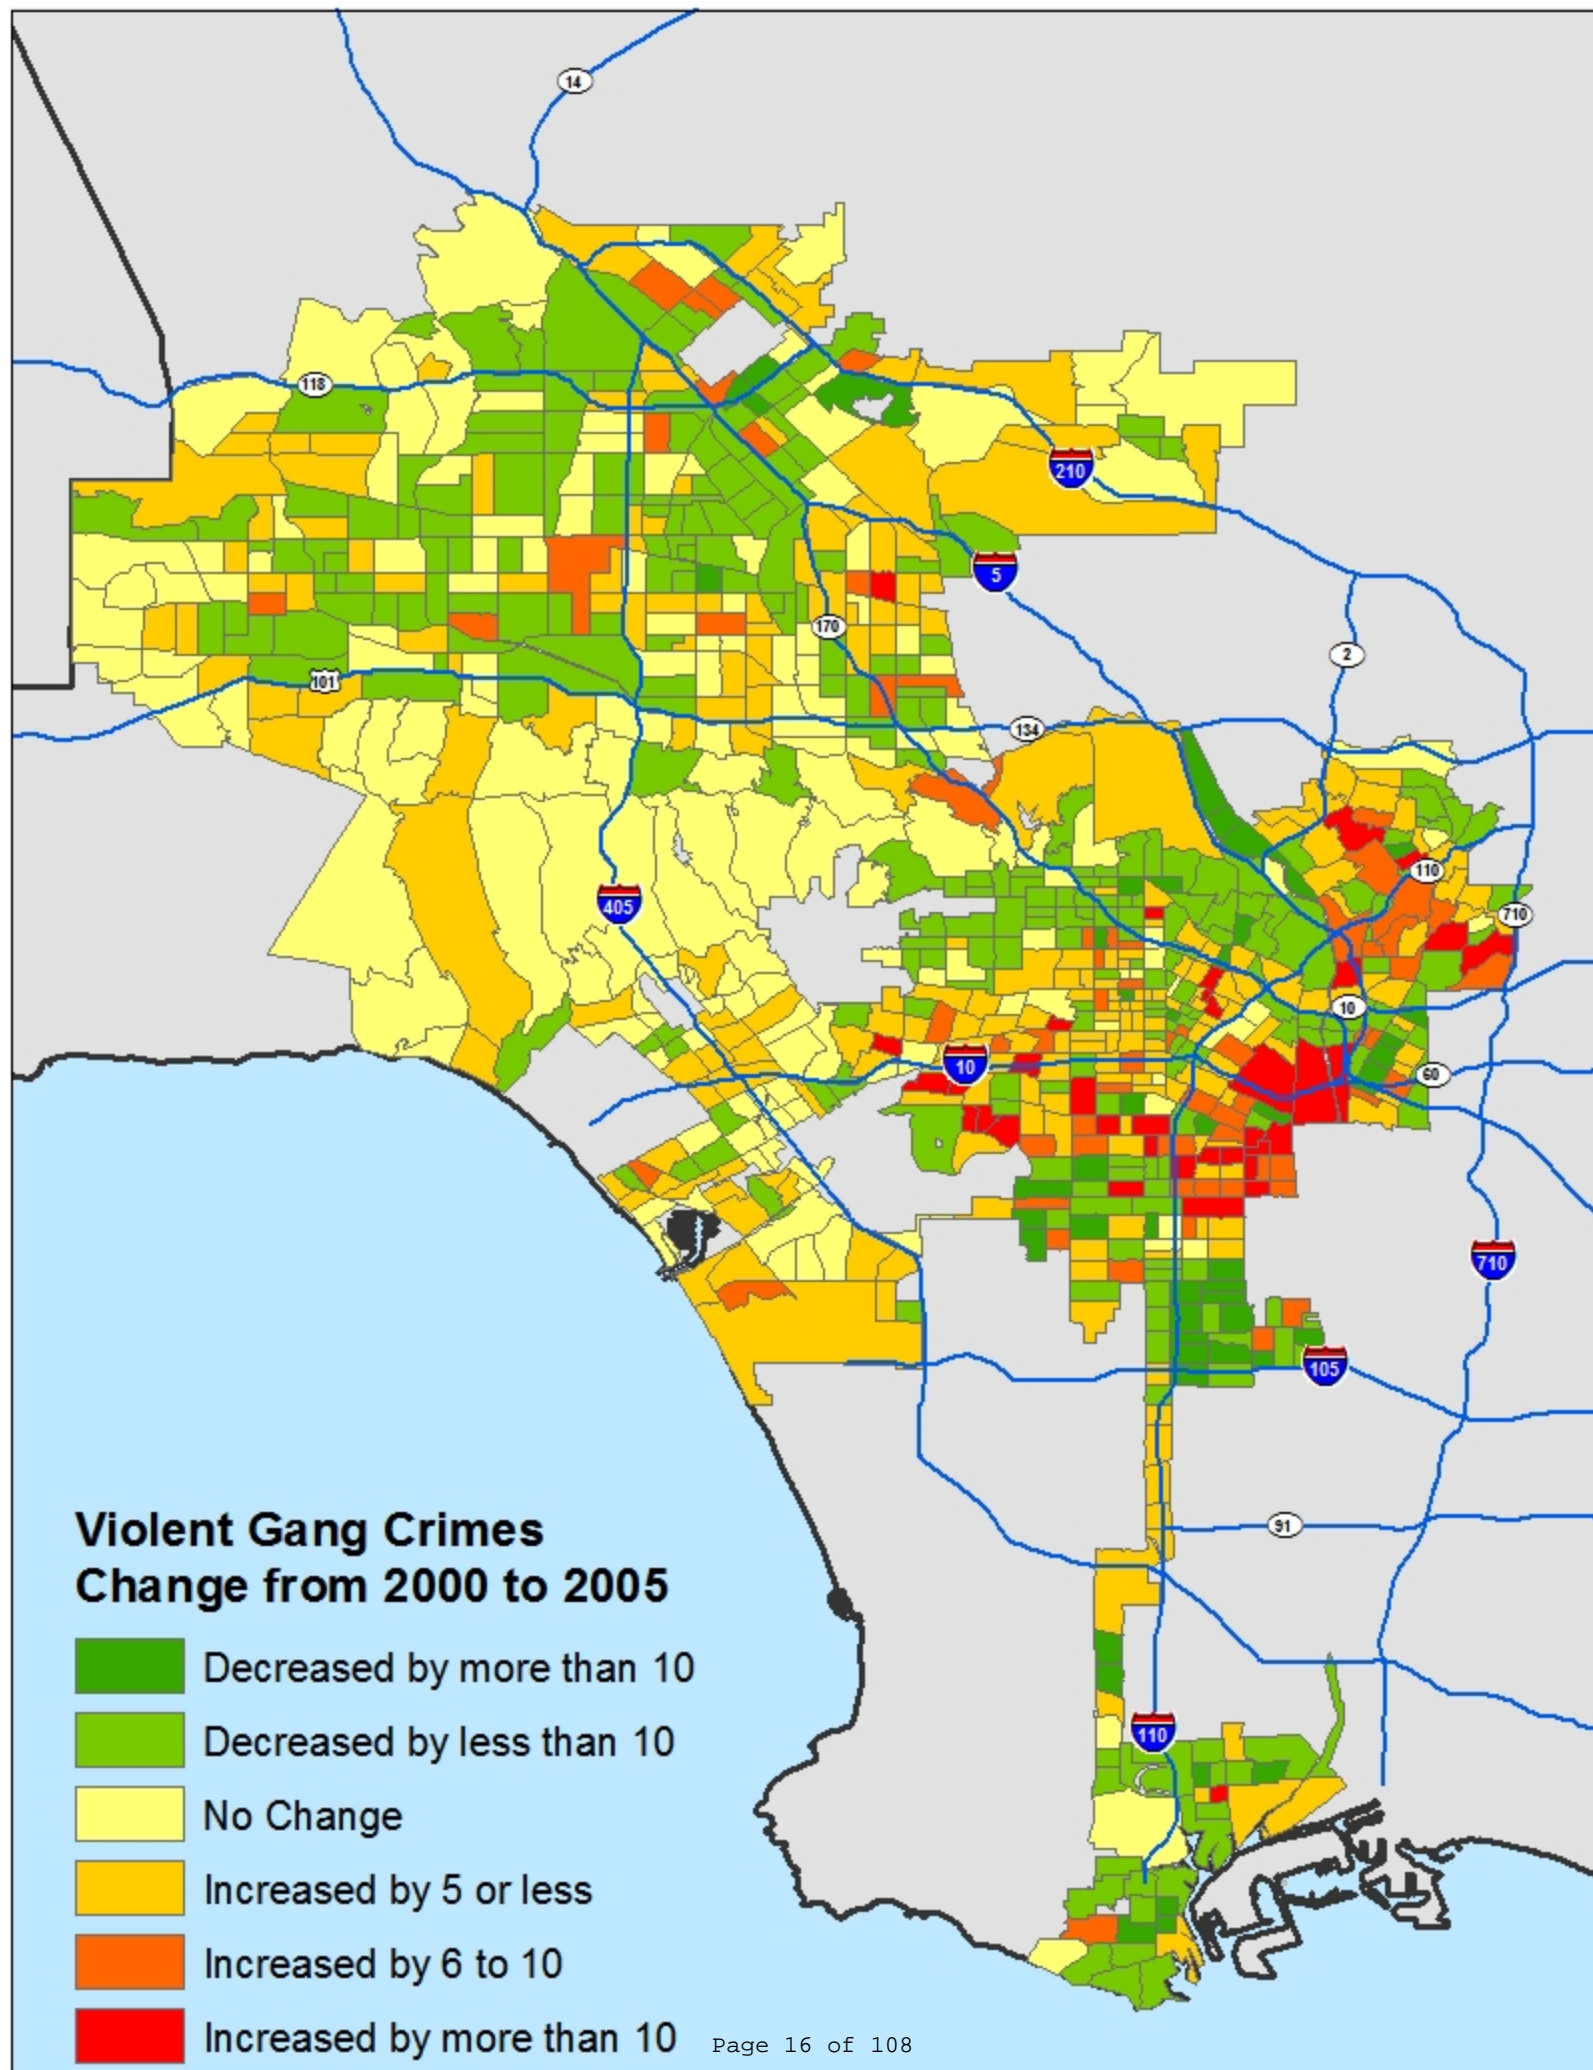 14
118
210
5
170
2
101
134
405
110
710
10
10
60
710
105
91
110
Violent Gang Crimes
Change from 2000 to 2005
Decreased by more than 10
Decreased by less than 10
No Change
Increased by 5 or less
Increased by 6 to 10
Increased by more than 10
Page 16 of 108